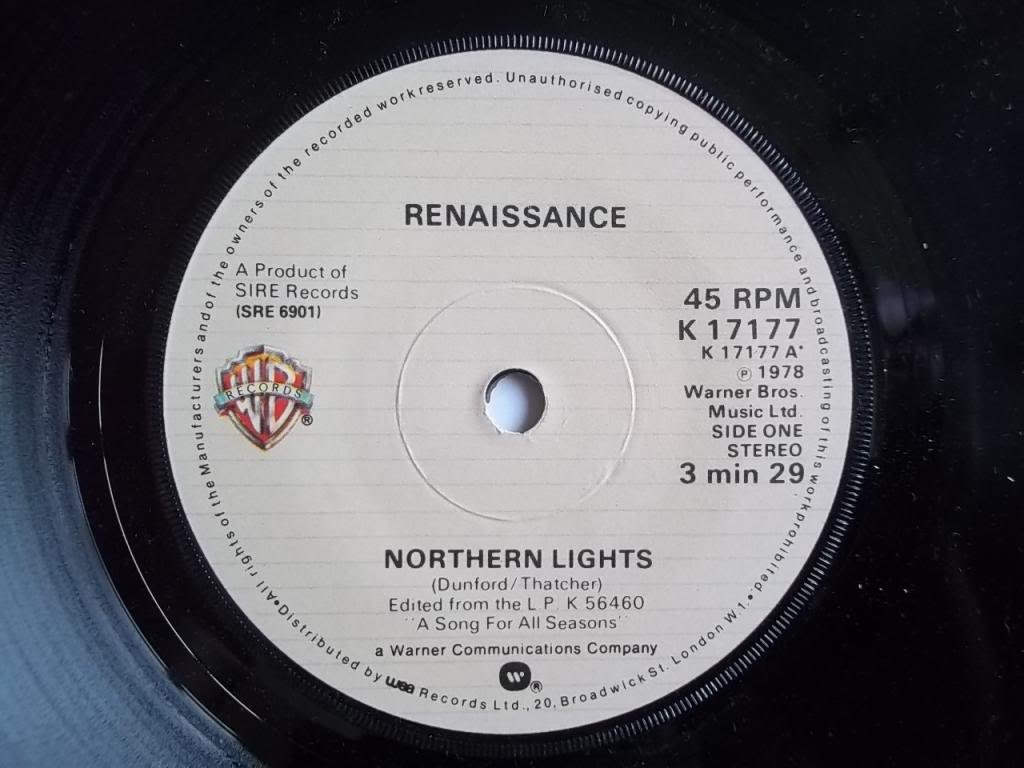 All rights of the Manufacturers and of the owners of the recorded work reserved. Unauthorised copying public performance and broadcasting of this work prohibited.
RENAISSANCE
A Product of
SIRE Records
(SRE 6901)
WB
RECORDS
®
45 RPM
K 17177
K 17177 A*
℗ 1978
Warner Bros.
Music Ltd.
SIDE ONE
STEREO
3 min 29
NORTHERN LIGHTS
(Dunford/Thatcher)
Edited from the L P. K 56460
"A Song For All Seasons"
a Warner Communications Company
®
•Distributed by wea Records Ltd., 20, Broadwick St. London W1.•